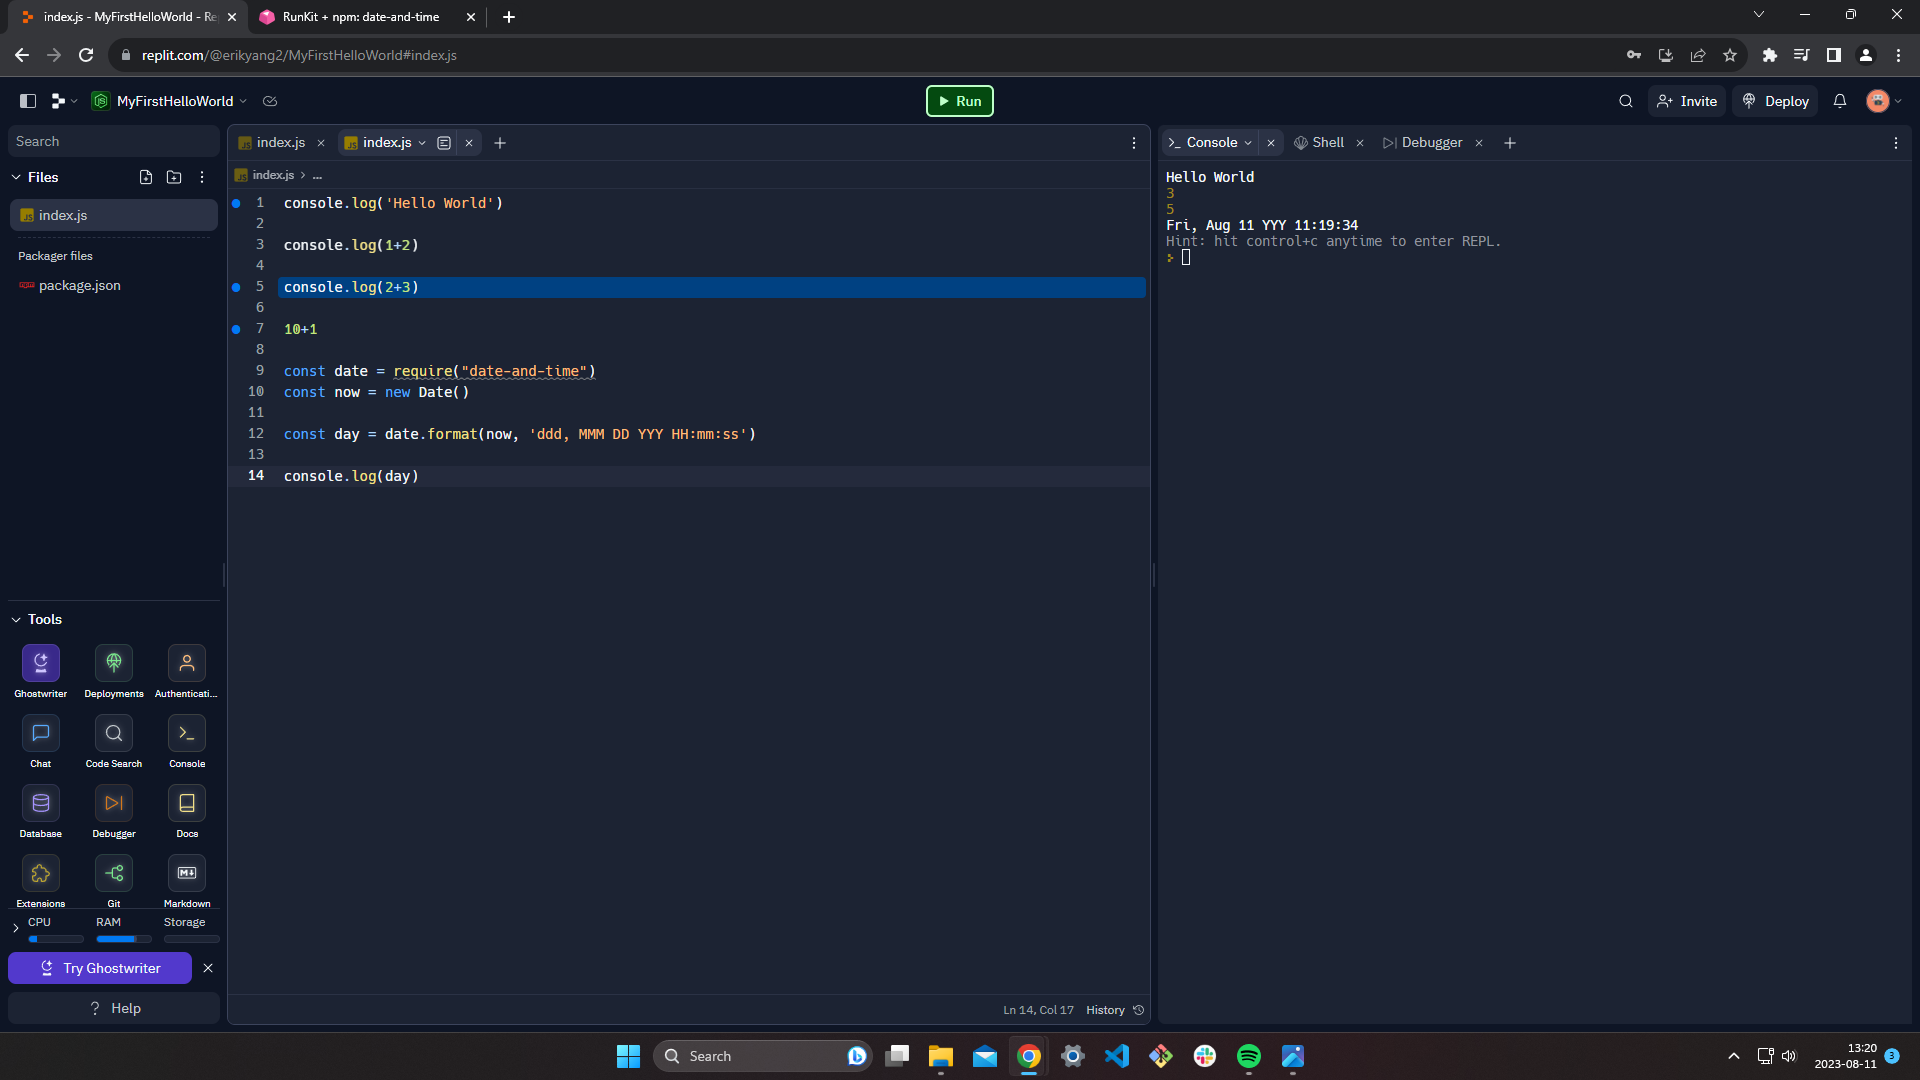 index.js - MyFirstHelloWorld - Re
RunKit + npm: date-and-time
replit.com/@erikyang2/MyFirstHelloWorld#index.js
MyFirstHelloWorld
Run
Invite
Deploy
Search
Files
index.js
Packager files
package.json
index.js
index.js
index.js > ...
1 console.log('Hello World')
2
3 console.log(1+2)
4
5 console.log(2+3)
6
7 10+1
8
9 const date = require("date-and-time")
10 const now = new Date()
11
12 const day = date.format(now, 'ddd, MMM DD YYY HH:mm:ss')
13
14 console.log(day)
Ln 14, Col 17 History
Console
Shell
Debugger
Hello World
3
5
Fri, Aug 11 YYY 11:19:34
Hint: hit control+c anytime to enter REPL.
Tools
Ghostwriter
Deployments
Authenticati...
Chat
Code Search
Console
Database
Debugger
Docs
Extensions
Git
Markdown
CPU
RAM
Storage
Try Ghostwriter
? Help
Search
13:20
2023-08-11
3